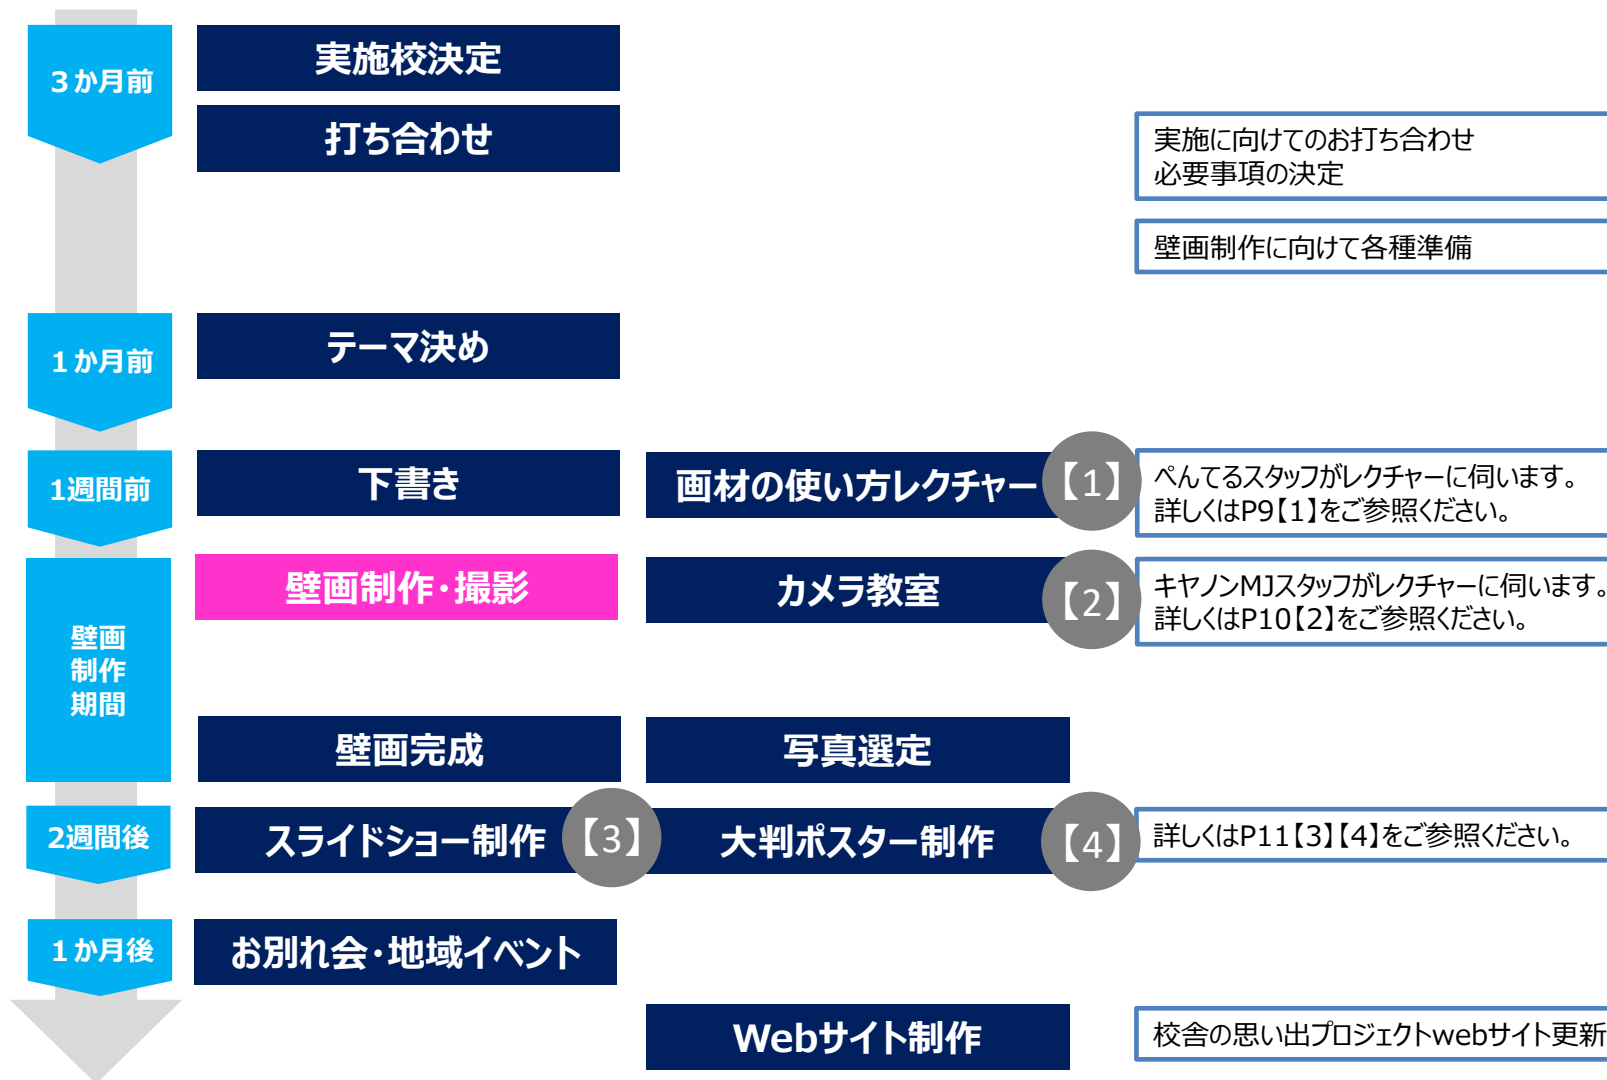 3か月前
実施校決定
打ち合わせ
実施に向けてのお打ち合わせ
必要事項の決定
壁画制作に向けて各種準備
1か月前
テーマ決め
1週間前
下書き
画材の使い方レクチャー
【1】
ぺんてるスタッフがレクチャーに伺います。
詳しくはP9【1】をご参照ください。
壁画
制作
期間
壁画制作・撮影
カメラ教室
【2】
キヤノンMJスタッフがレクチャーに伺います。
詳しくはP10【2】をご参照ください。
壁画完成
写真選定
2週間後
スライドショー制作
【3】
大判ポスター制作
【4】
詳しくはP11【3】【4】をご参照ください。
1か月後
お別れ会・地域イベント
Webサイト制作
校舎の思い出プロジェクトwebサイト更新